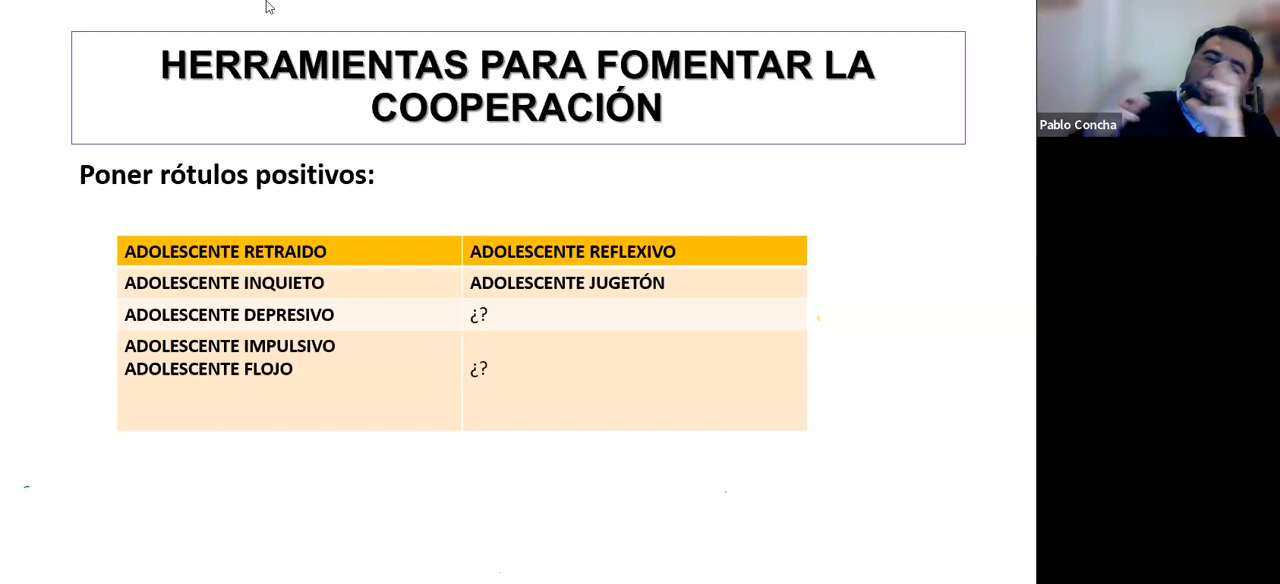 HERRAMIENTAS PARA FOMENTAR LA
COOPERACIÓN
Poner rótulos positivos:
ADOLESCENTE RETRAIDO ADOLESCENTE REFLEXIVO
ADOLESCENTE INQUIETO ADOLESCENTE JUGETÓN
ADOLESCENTE DEPRESIVO ¿?
ADOLESCENTE IMPULSIVO
ADOLESCENTE FLOJO ¿?
Pablo Concha